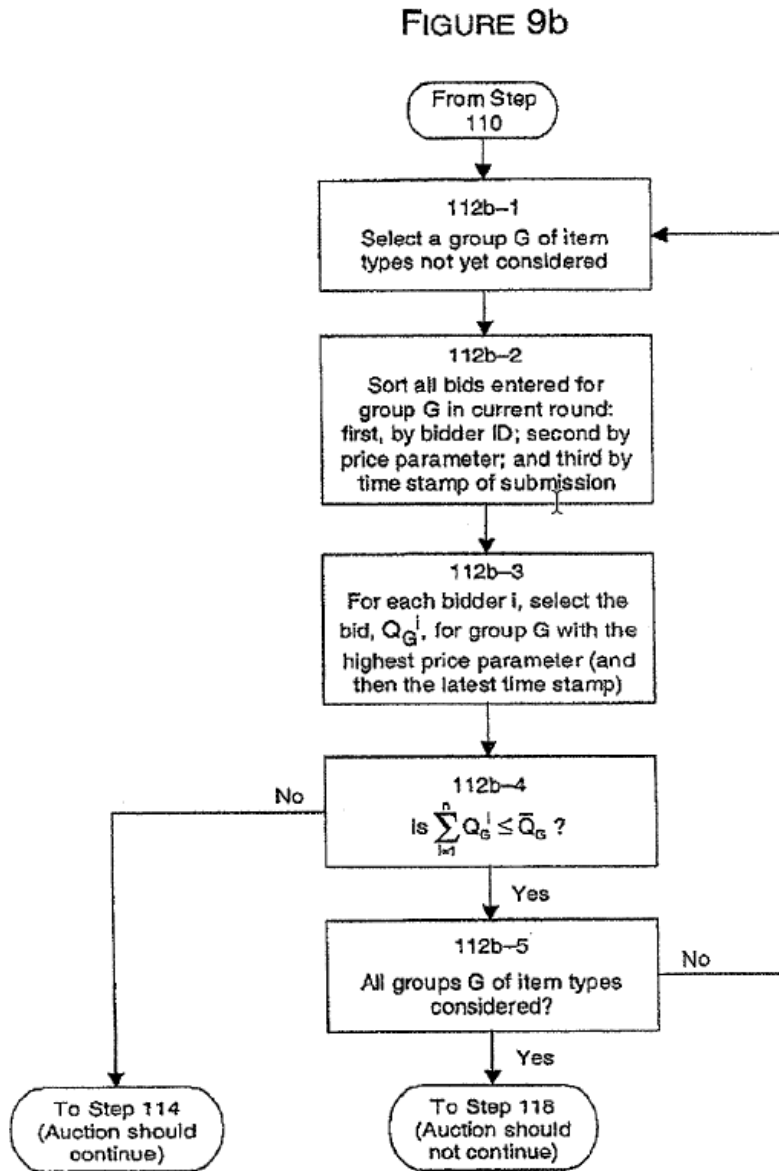 FIGURE 9b
From Step
110
112b–1
Select a group G of item
types not yet considered
112b–2
Sort all bids entered for
group G in current round:
first, by bidder ID; second by
price parameter; and third by
time stamp of submission
112b–3
For each bidder i, select the
bid, Q_G^i, for group G with the
highest price parameter (and
then the latest time stamp)
No
112b–4
Is ∑_{i=1}^{n} Q_G^i ≤ Q̅_G ?
Yes
112b–5
All groups G of item types
considered?
No
Yes
To Step 114
(Auction should
continue)
To Step 118
(Auction should
not continue)